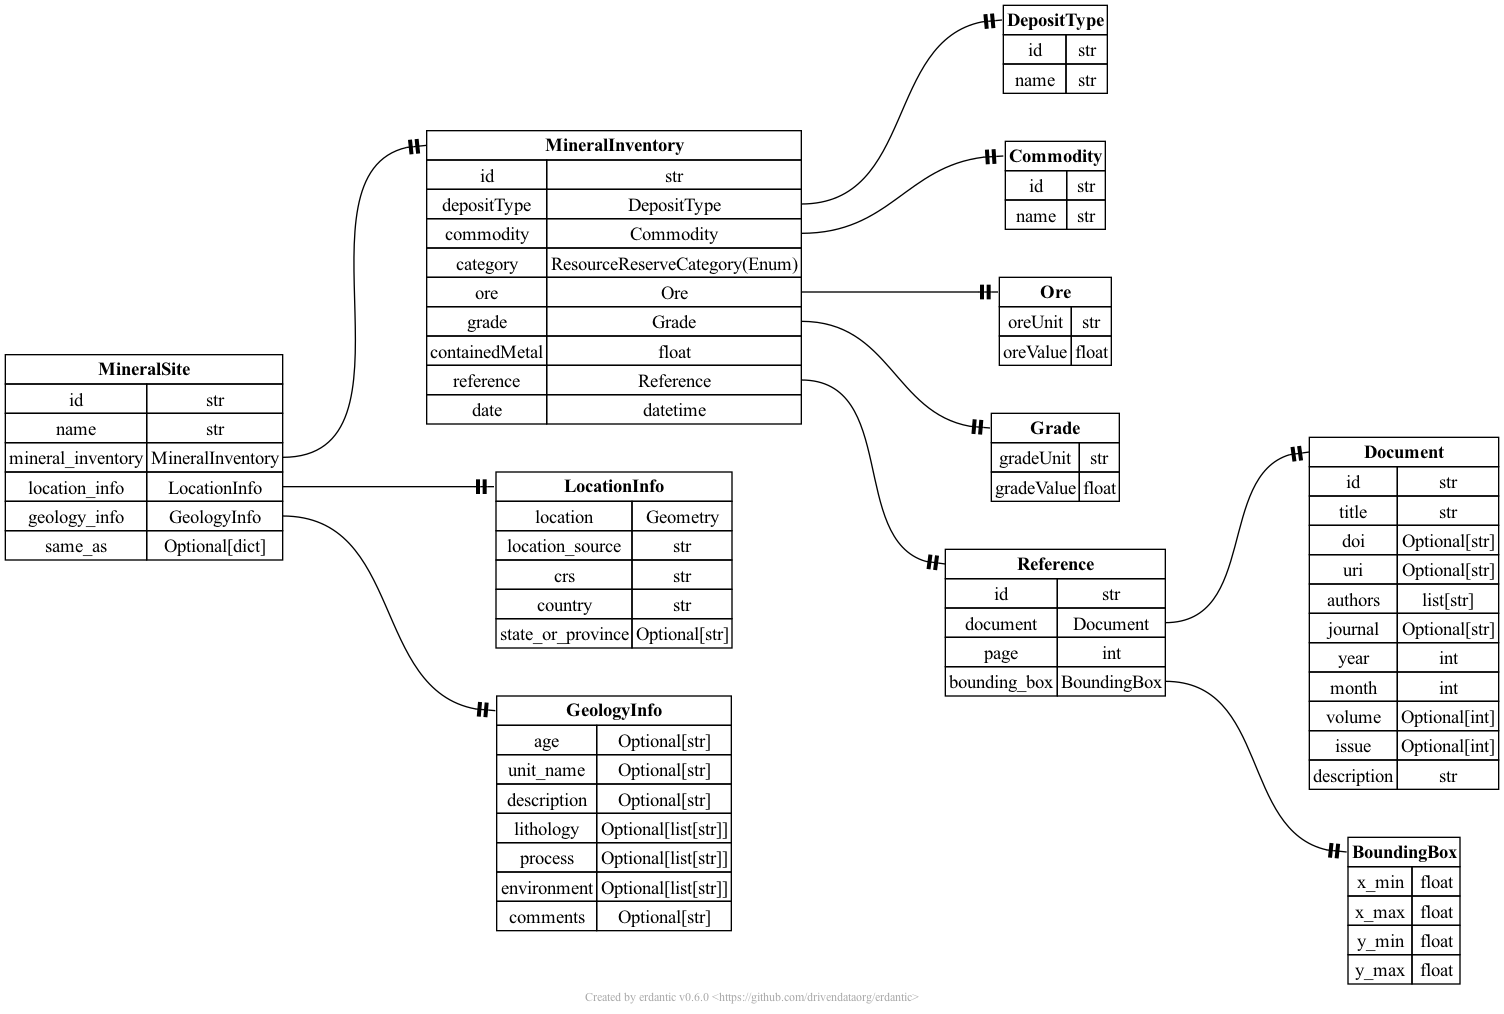 DepositType
id str
name str
MineralInventory
id str
depositType DepositType
commodity Commodity
category ResourceReserveCategory(Enum)
ore Ore
grade Grade
containedMetal float
reference Reference
date datetime
Commodity
id str
name str
Ore
oreUnit str
oreValue float
MineralSite
id str
name str
mineral_inventory MineralInventory
location_info LocationInfo
geology_info GeologyInfo
same_as Optional[dict]
Grade
gradeUnit str
gradeValue float
LocationInfo
location Geometry
location_source str
crs str
country str
state_or_province Optional[str]
Document
id str
title str
doi Optional[str]
uri Optional[str]
authors list[str]
journal Optional[str]
year int
month int
volume Optional[int]
issue Optional[int]
description str
Reference
id str
document Document
page int
bounding_box BoundingBox
GeologyInfo
age Optional[str]
unit_name Optional[str]
description Optional[str]
lithology Optional[list[str]]
process Optional[list[str]]
environment Optional[list[str]]
comments Optional[str]
BoundingBox
x_min float
x_max float
y_min float
y_max float
Created by erdantic v0.6.0 <https://github.com/drivendataorg/erdantic>